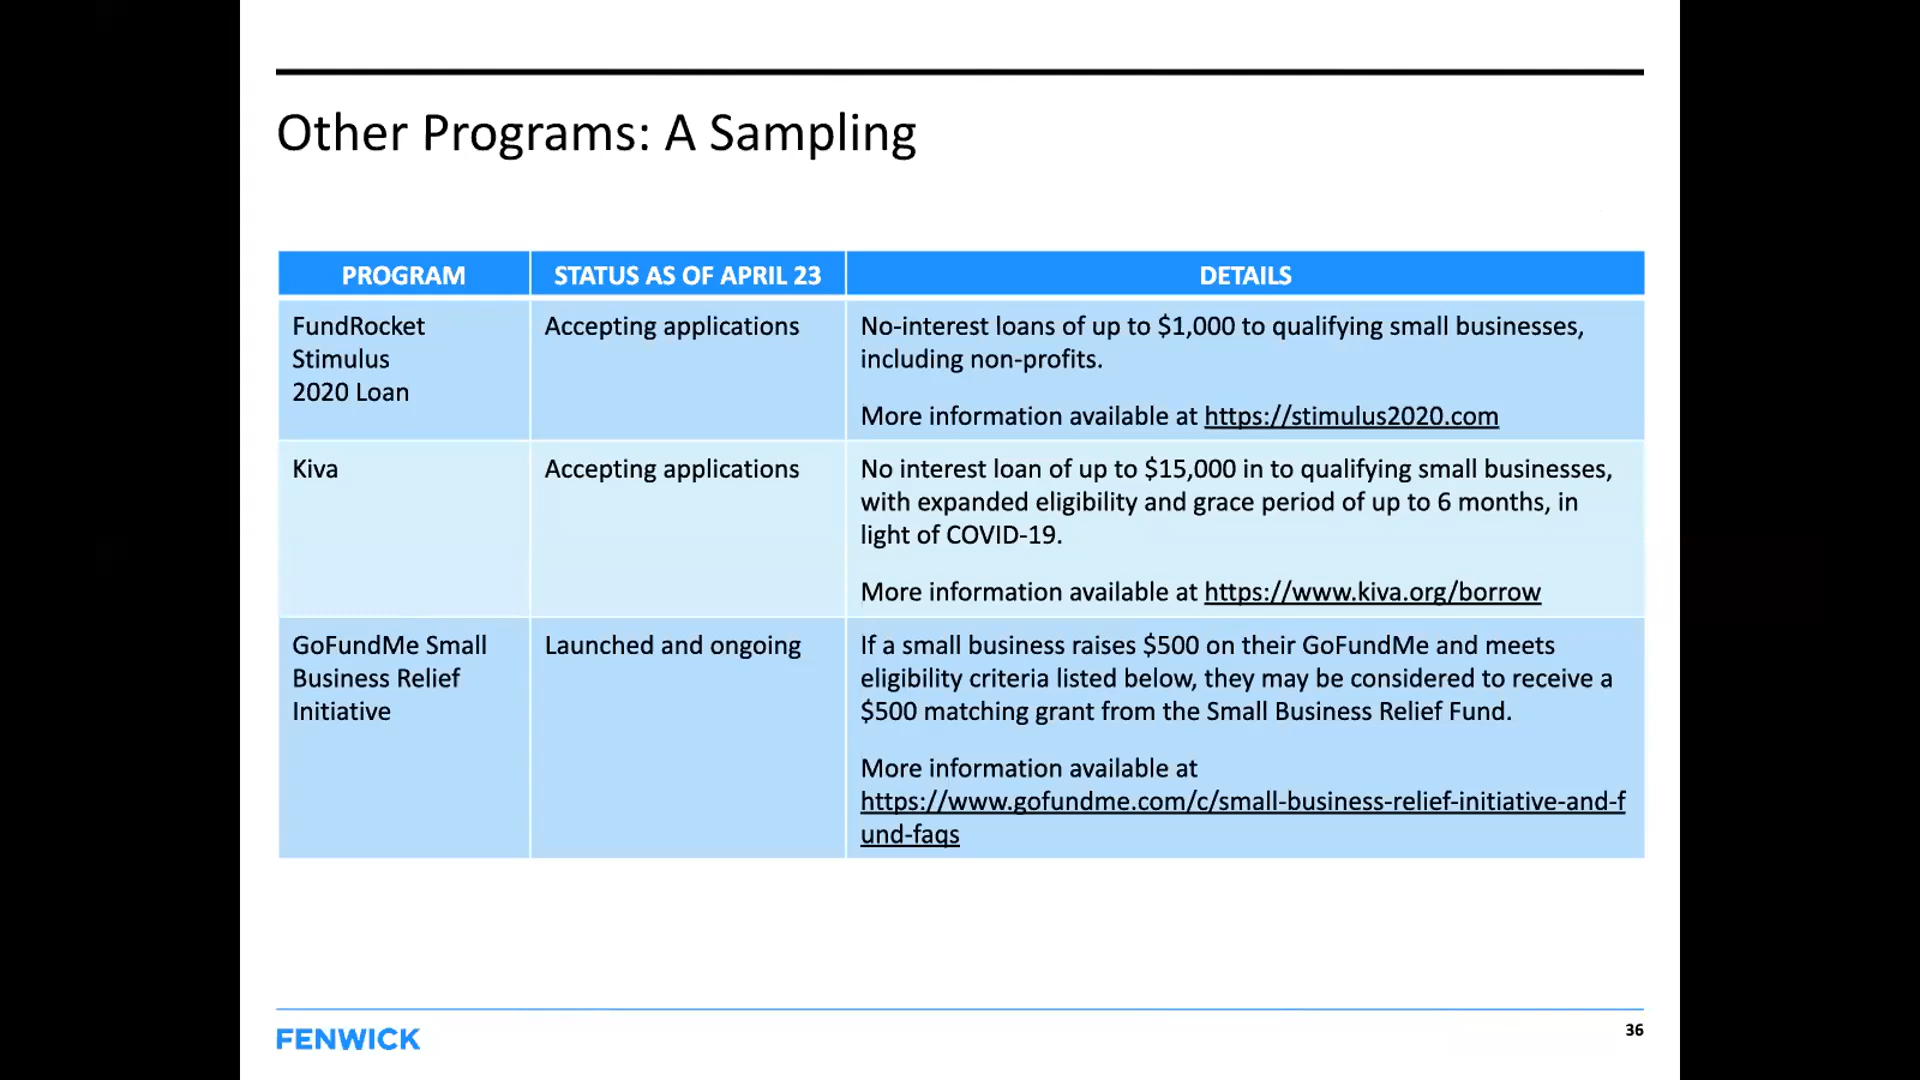 Other Programs: A Sampling
PROGRAM
STATUS AS OF APRIL 23
DETAILS
FundRocket
Stimulus
2020 Loan
Accepting applications
No-interest loans of up to $1,000 to qualifying small businesses,
including non-profits.
More information available at https://stimulus2020.com
Kiva
Accepting applications
No interest loan of up to $15,000 in to qualifying small businesses,
with expanded eligibility and grace period of up to 6 months, in
light of COVID-19.
More information available at https://www.kiva.org/borrow
GoFundMe Small
Business Relief
Initiative
Launched and ongoing
If a small business raises $500 on their GoFundMe and meets
eligibility criteria listed below, they may be considered to receive a
$500 matching grant from the Small Business Relief Fund.
More information available at
https://www.gofundme.com/c/small-business-relief-initiative-and-f
und-faqs
FENWICK
36